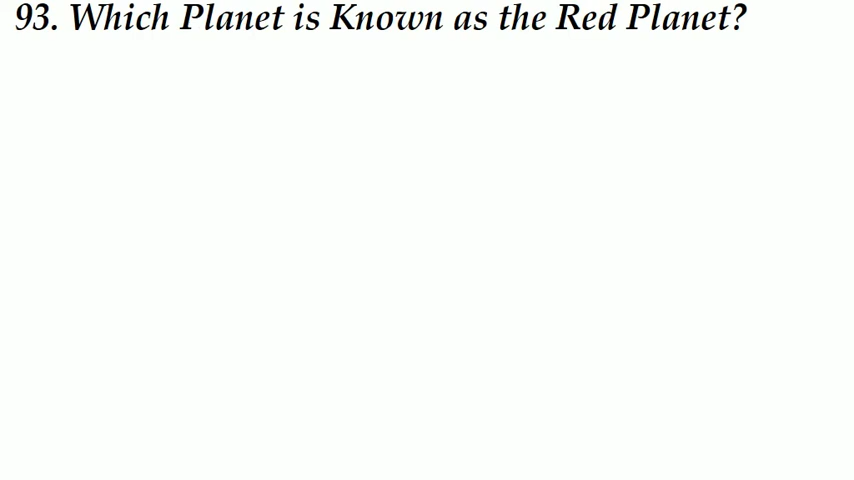 93. Which Planet is Known as the Red Planet?